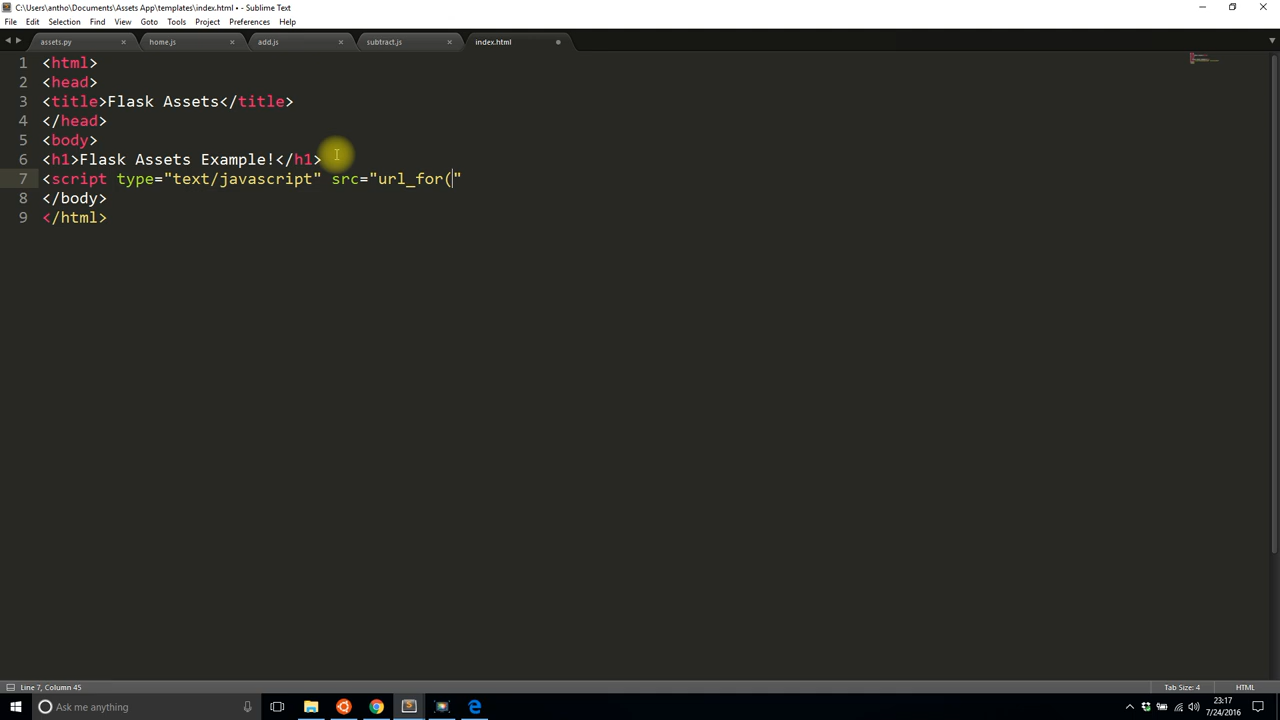 C:\Users\antho\Documents\Assets App\templates\index.html • - Sublime Text
File Edit Selection Find View Goto Tools Project Preferences Help
assets.py home.js add.js subtract.js index.html
1 <html>
2 <head>
3 <title>Flask Assets</title>
4 </head>
5 <body>
6 <h1>Flask Assets Example!</h1>
7 <script type="text/javascript" src="url_for("
8 </body>
9 </html>
Line 7, Column 45 Tab Size: 4 HTML
Ask me anything
23:17
7/24/2016